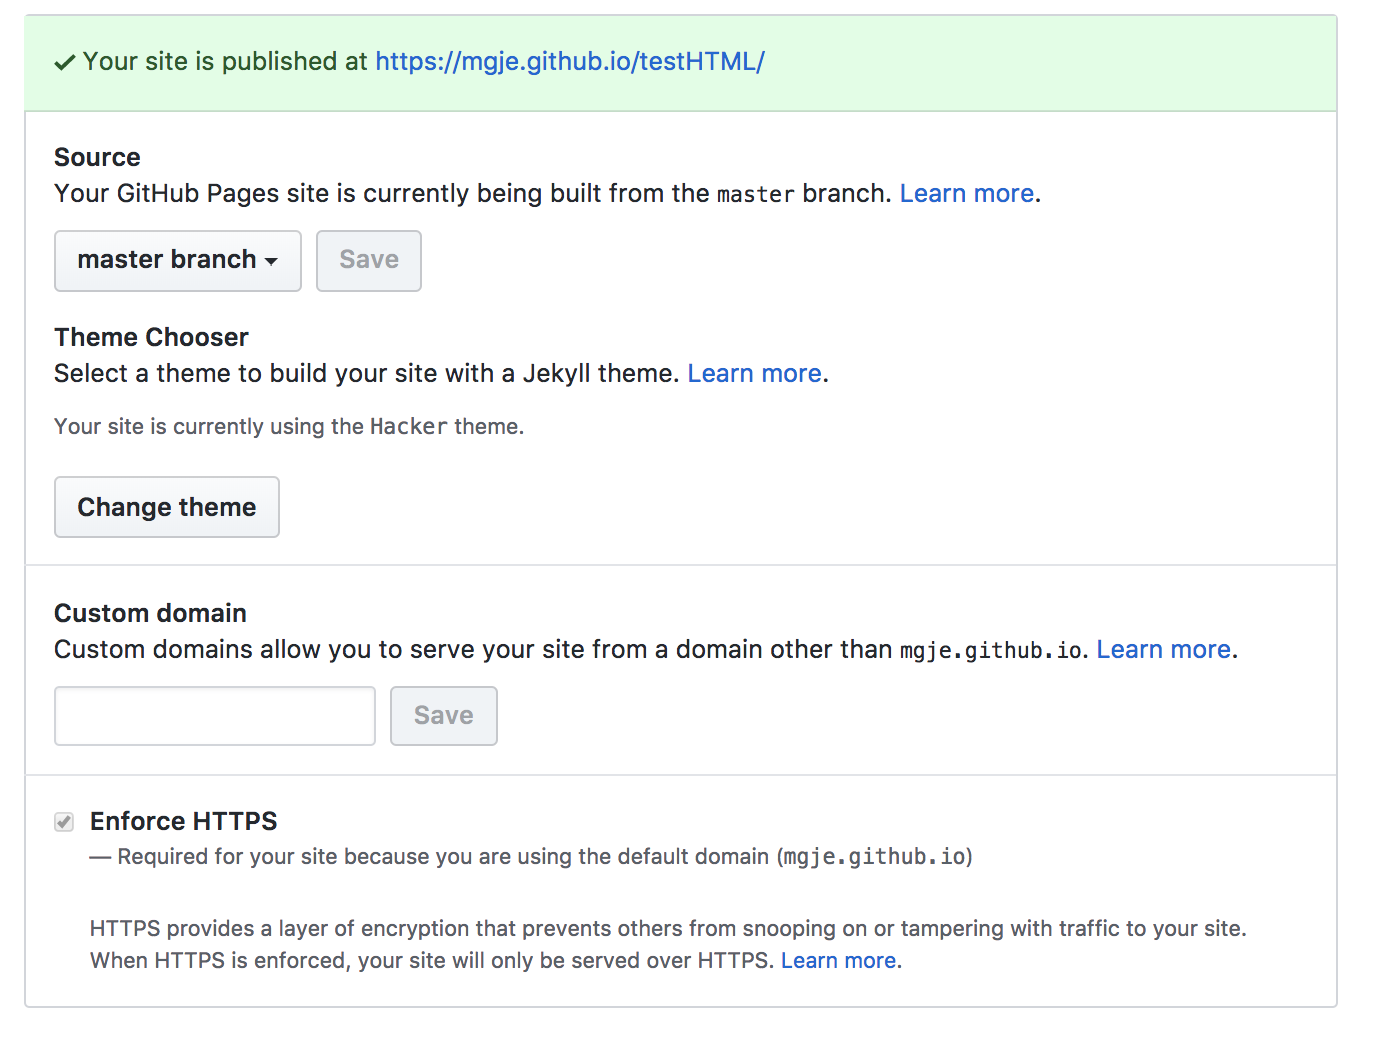 Your site is published at https://mgje.github.io/testHTML/
Source
Your GitHub Pages site is currently being built from the master branch. Learn more.
master branch
Save
Theme Chooser
Select a theme to build your site with a Jekyll theme. Learn more.
Your site is currently using the Hacker theme.
Change theme
Custom domain
Custom domains allow you to serve your site from a domain other than mgje.github.io. Learn more.
Save
Enforce HTTPS
— Required for your site because you are using the default domain (mgje.github.io)
HTTPS provides a layer of encryption that prevents others from snooping on or tampering with traffic to your site.
When HTTPS is enforced, your site will only be served over HTTPS. Learn more.